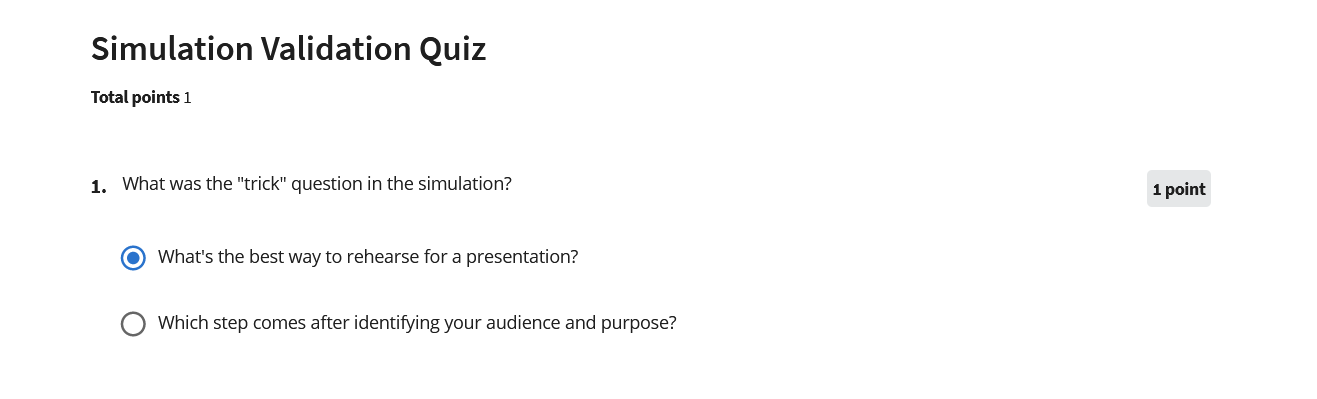 Simulation Validation Quiz
Total points 1
1. What was the "trick" question in the simulation?
1 point
What's the best way to rehearse for a presentation?
Which step comes after identifying your audience and purpose?